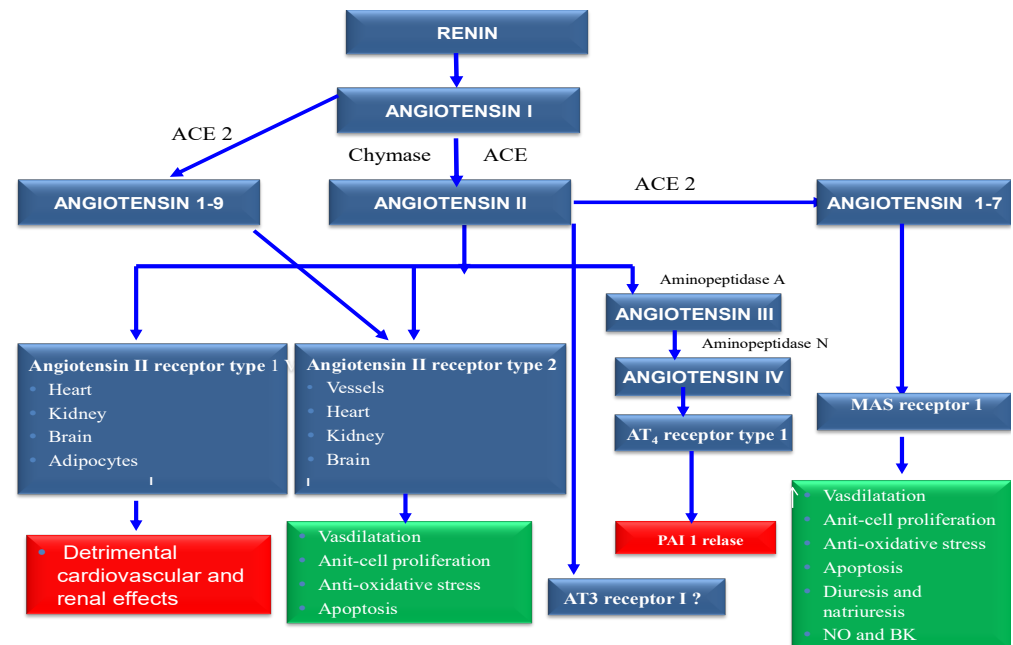 RENIN
ANGIOTENSIN I
ACE 2
Chymase
ACE
ANGIOTENSIN 1-9
ANGIOTENSIN II
ACE 2
ANGIOTENSIN 1-7
Aminopeptidase A
ANGIOTENSIN III
Aminopeptidase N
ANGIOTENSIN IV
AT₄ receptor type 1
PAI 1 relase
MAS receptor 1
Angiotensin II receptor type 1
• Heart
• Kidney
• Brain
• Adipocytes
Angiotensin II receptor type 2
• Vessels
• Heart
• Kidney
• Brain
• Detrimental
cardiovascular and
renal effects
• Vasdilatation
• Anit-cell proliferation
• Anti-oxidative stress
• Apoptosis
AT3 receptor I ?
• Vasdilatation
• Anit-cell proliferation
• Anti-oxidative stress
• Apoptosis
• Diuresis and
natriuresis
• NO and BK